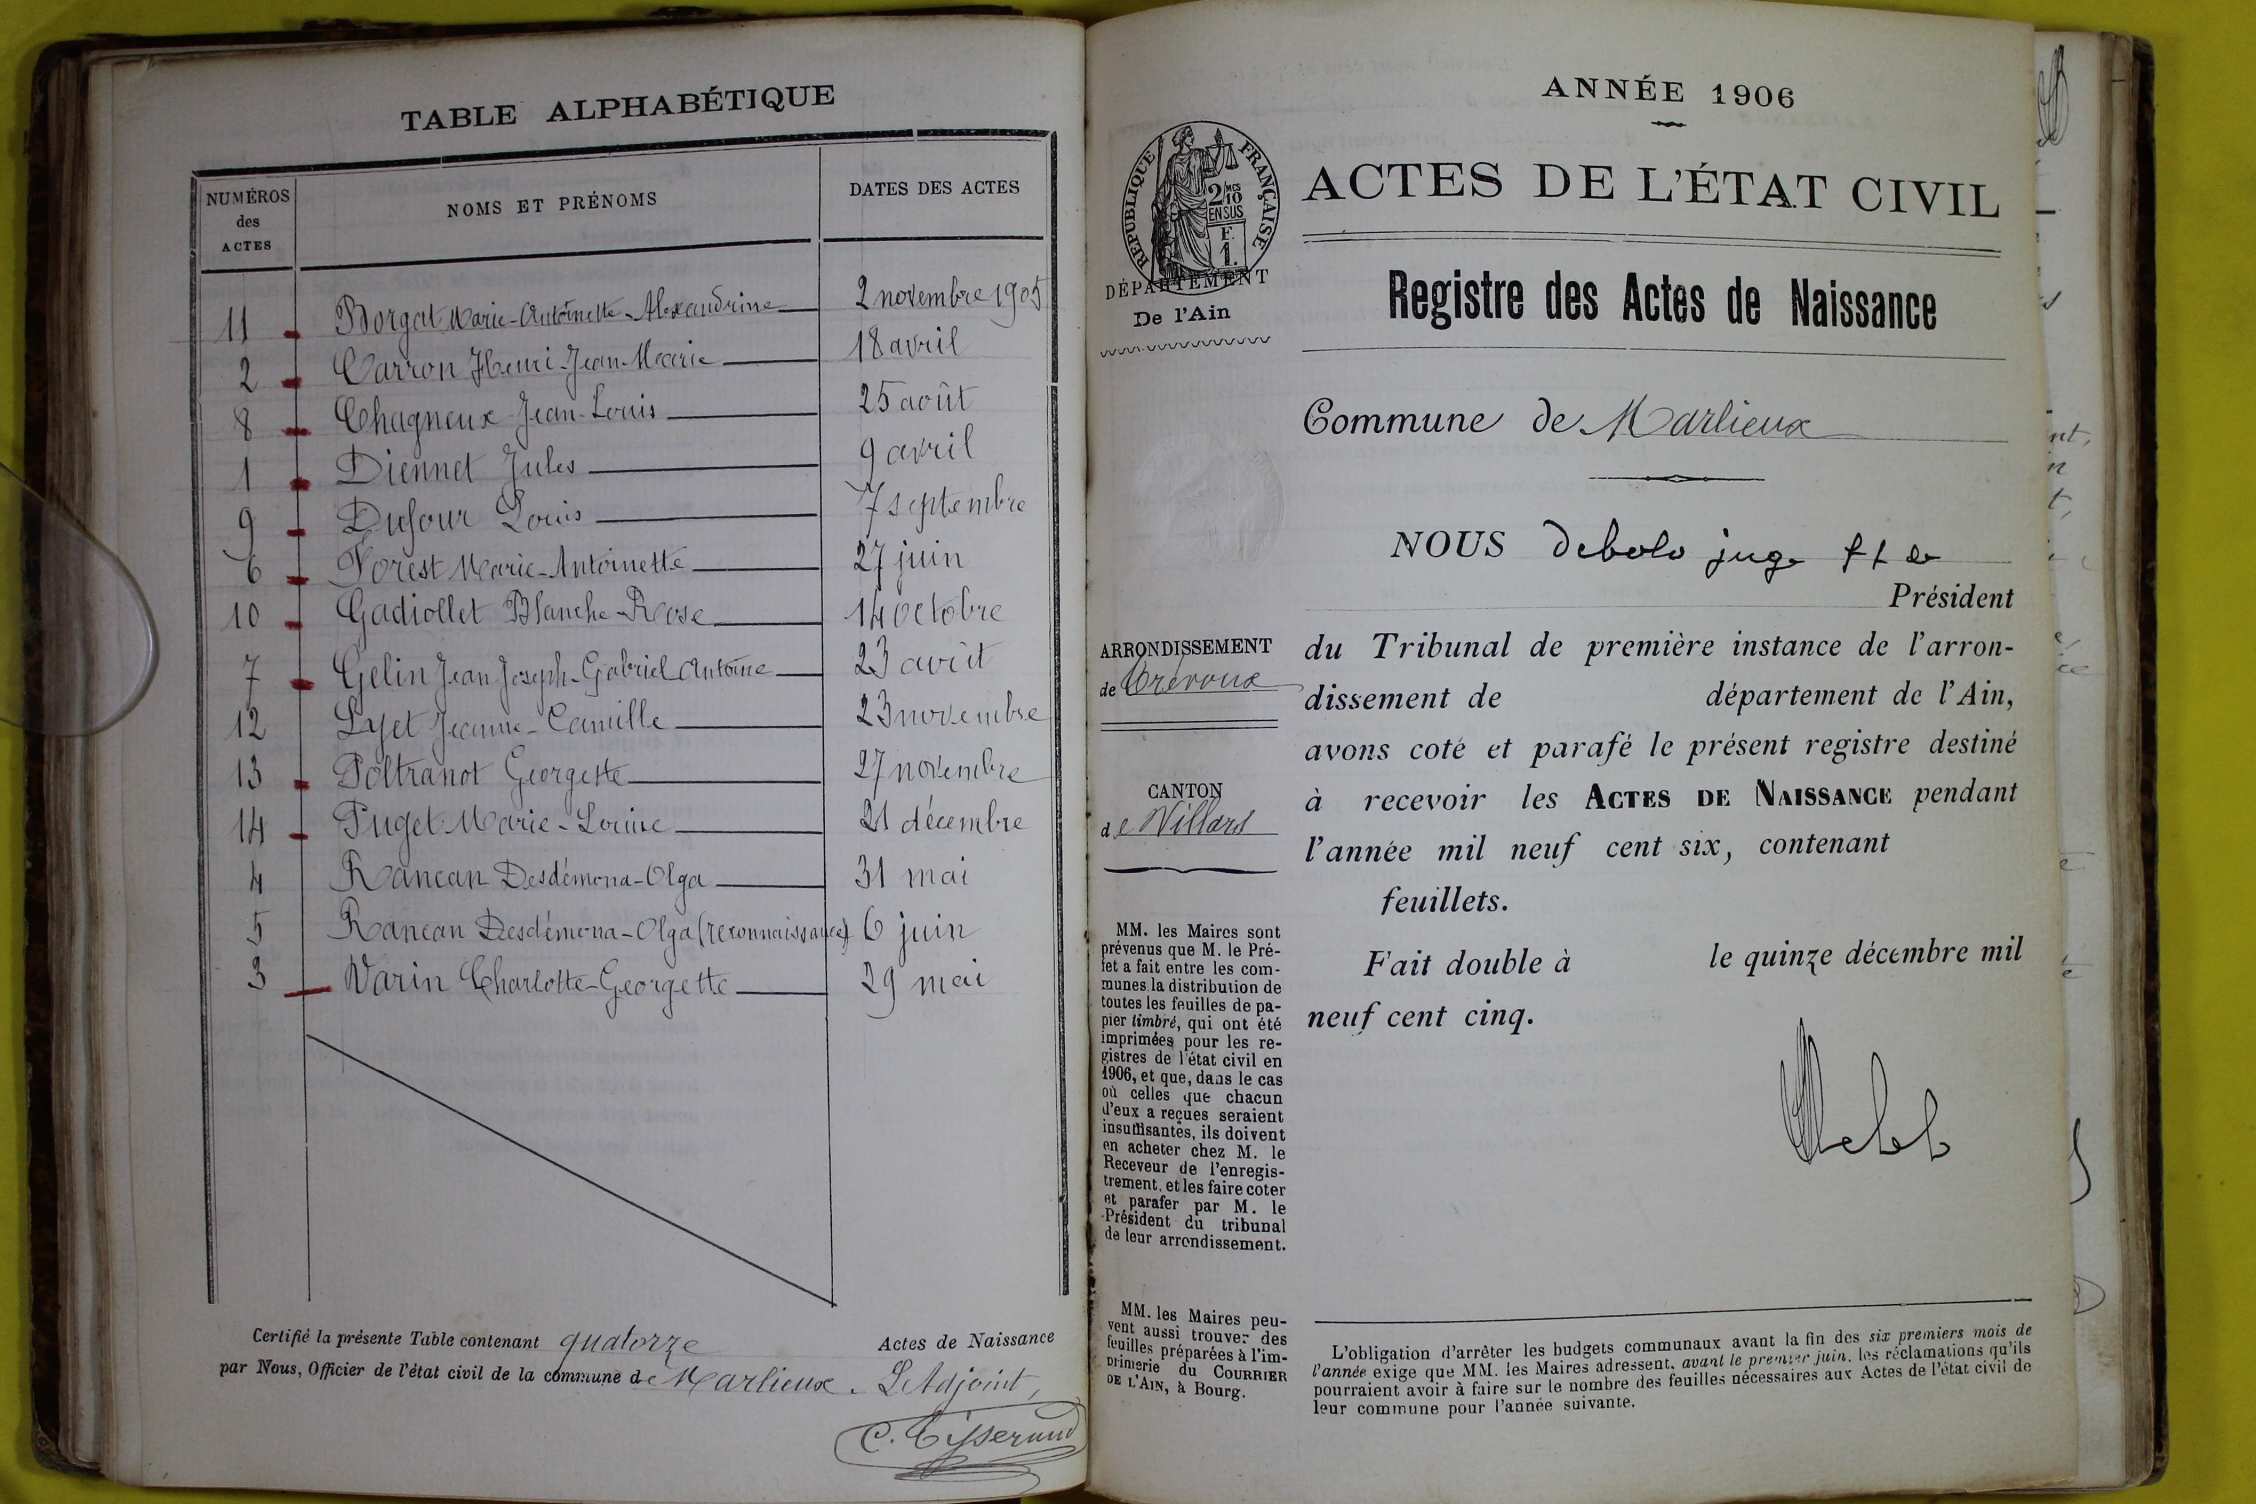 TABLE ALPHABÉTIQUE
NUMÉROS des ACTES NOMS ET PRÉNOMS DATES DES ACTES
11 Borgat Marie-Antoinette-Alexandrine 2 novembre 1905
2 Carron Henri-Jean-Marie 18 avril
8 Chagneux Jean-Louis 25 août
1 Diennet Jules 9 avril
9 Dufour Louis 7 septembre
6 Forest Marie-Antoinette 27 juin
10 Gadiollet Blanche-Rose 14 octobre
7 Gelin Jean-Joseph-Gabriel Antoine 23 août
12 Lyet Jeanne-Camille 23 novembre
13 Poltranot Georgette 27 novembre
14 Puget Marie-Louise 21 décembre
4 Rancan Desdémona-Olga 31 mai
5 Rancan Desdémona-Olga (reconnaissance) 6 juin
3 Varin Charlotte-Georgette 29 mai
Certifié la présente Table contenant quatorze Actes de Naissance
par Nous, Officier de l'état civil de la commune de Marlieux. L'Adjoint,
C. Tisserand
ANNÉE 1906
RÉPUBLIQUE FRANÇAISE
2/10 MES
EN SUS
F.
1.
DÉPARTEMENT
De l'Ain
ACTES DE L'ÉTAT CIVIL
Registre des Actes de Naissance
Commune de Marlieux
NOUS Debolo juge
Président
ARRONDISSEMENT
de Trévoux
du Tribunal de première instance de l'arron-
dissement de département de l'Ain,
avons coté et parafé le présent registre destiné
à recevoir les ACTES DE NAISSANCE pendant
l'année mil neuf cent six, contenant
feuillets.
Fait double à le quinze décembre mil
neuf cent cinq.
CANTON
de Villars
MM. les Maires sont
prévenus que M. le Pré-
fet a fait entre les com-
munes la distribution de
toutes les feuilles de pa-
pier timbré, qui ont été
imprimées pour les re-
gistres de l'état civil en
1906, et que, dans le cas
où celles que chacun
d'eux a reçues seraient
insuffisantes, ils doivent
en acheter chez M. le
Receveur de l'enregis-
trement, et les faire coter
et parafer par M. le
Président du tribunal
de leur arrondissement.
MM. les Maires peu-
vent aussi trouver des
feuilles préparées à l'im-
primerie du COURRIER
DE L'AIN, à Bourg.
L'obligation d'arrêter les budgets communaux avant la fin des six premiers mois de
l'année exige que MM. les Maires adressent, avant le premier juin, les réclamations qu'ils
pourraient avoir à faire sur le nombre des feuilles nécessaires aux Actes de l'état civil de
leur commune pour l'année suivante.